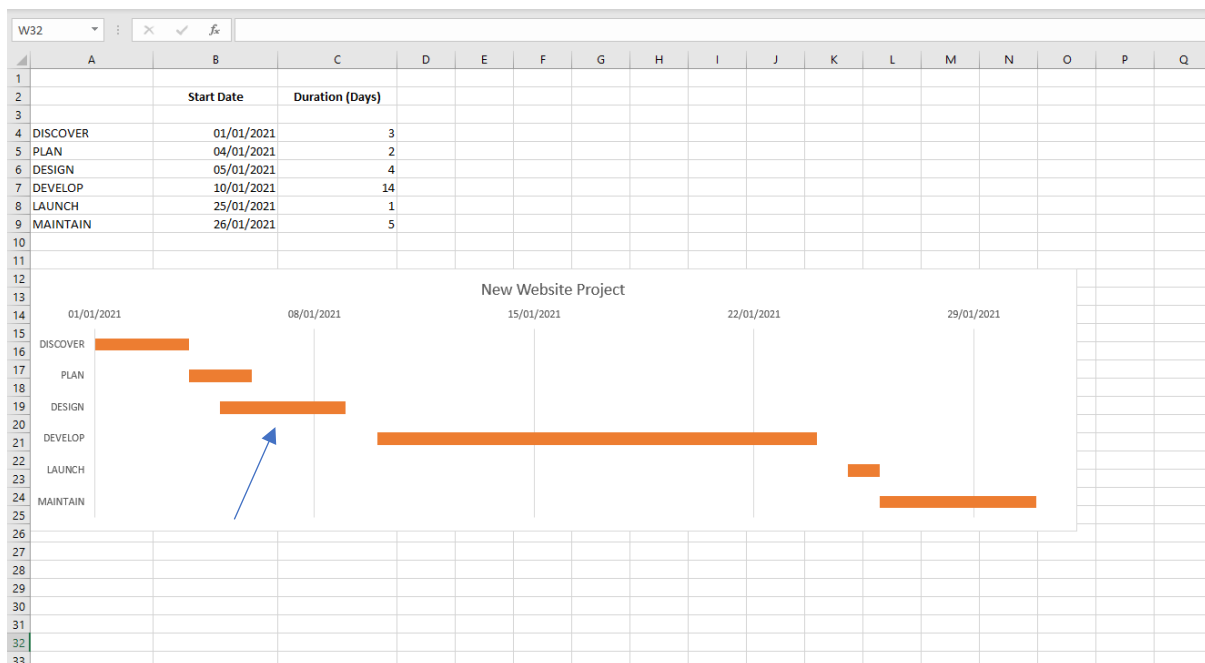 W32 fx
A B C D E F G H I J K L M N O P Q
1
2 Start Date Duration (Days)
3
4 DISCOVER 01/01/2021 3
5 PLAN 04/01/2021 2
6 DESIGN 05/01/2021 4
7 DEVELOP 10/01/2021 14
8 LAUNCH 25/01/2021 1
9 MAINTAIN 26/01/2021 5
10
11
12
13 New Website Project
14 01/01/2021 08/01/2021 15/01/2021 22/01/2021 29/01/2021
15
16 DISCOVER
17 PLAN
18
19 DESIGN
20
21 DEVELOP
22 LAUNCH
23
24 MAINTAIN
25
26
27
28
29
30
31
32
33